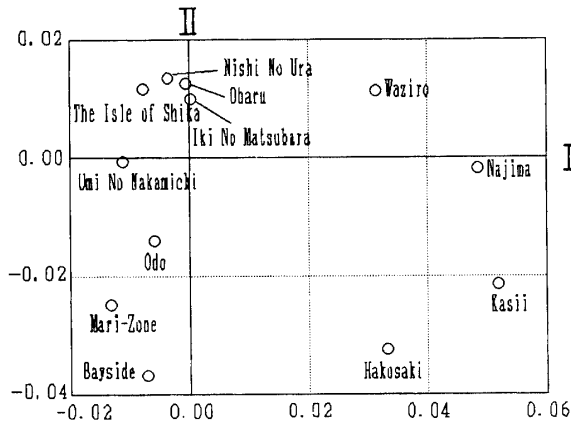 II
0.02
Nishi No Ura
Obaru
Waziro
The Isle of Shika
Iki No Matsubara
0.00
I
Umi No Nakamichi
Najima
Odo
-0.02
Kasii
Mari-Zone
Bayside
Hakosaki
-0.04
-0.02 0.00 0.02 0.04 0.06